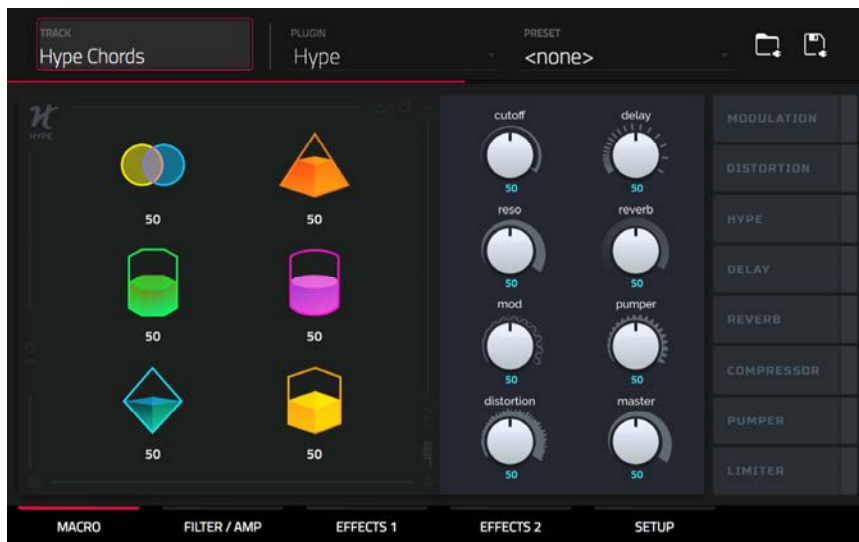 TRACK
Hype Chords
PLUGIN
Hype
PRESET
<none>
HYPE
50
50
50
50
50
50
cutoff
delay
50
50
reso
reverb
50
50
mod
pumper
50
50
distortion
master
50
50
MODULATION
DISTORTION
HYPE
DELAY
REVERB
COMPRESSOR
PUMPER
LIMITER
MACRO
FILTER / AMP
EFFECTS 1
EFFECTS 2
SETUP